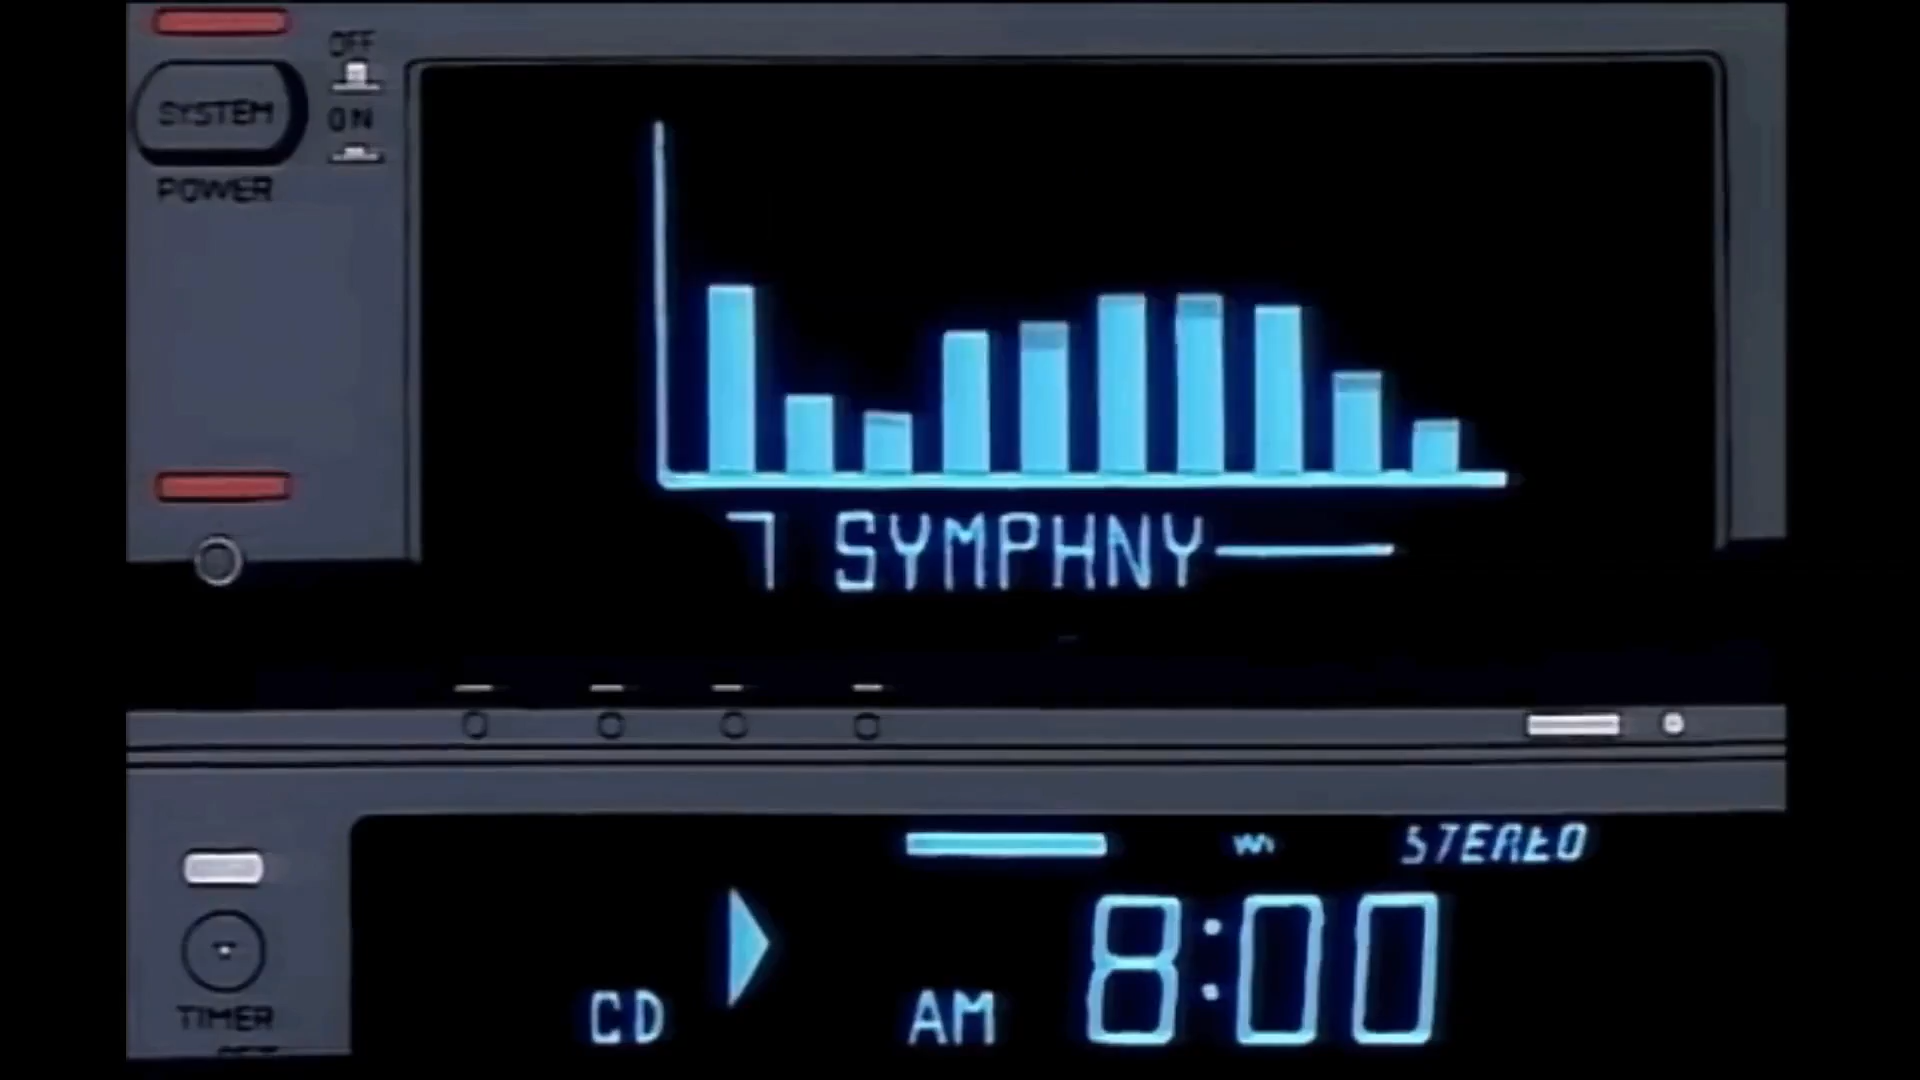 OFF
SYSTEM
ON
POWER
7 SYMPHNY
STEREO
CD
AM 8:00
TIMER